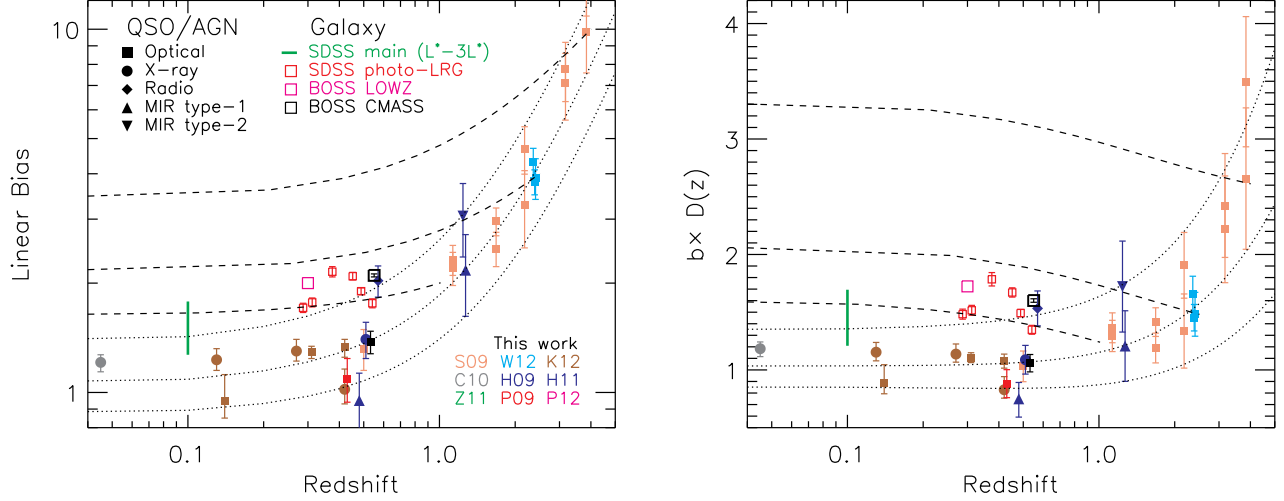 10
1
Linear Bias
QSO/AGN
Optical
X-ray
Radio
MIR type-1
MIR type-2
Galaxy
SDSS main (L*-3L*)
SDSS photo-LRG
BOSS LOWZ
BOSS CMASS
This work
S09 W12 K12
C10 H09 H11
Z11 P09 P12
0.1 1.0
Redshift
4
3
2
1
0
b× D(z)
0.1 1.0
Redshift